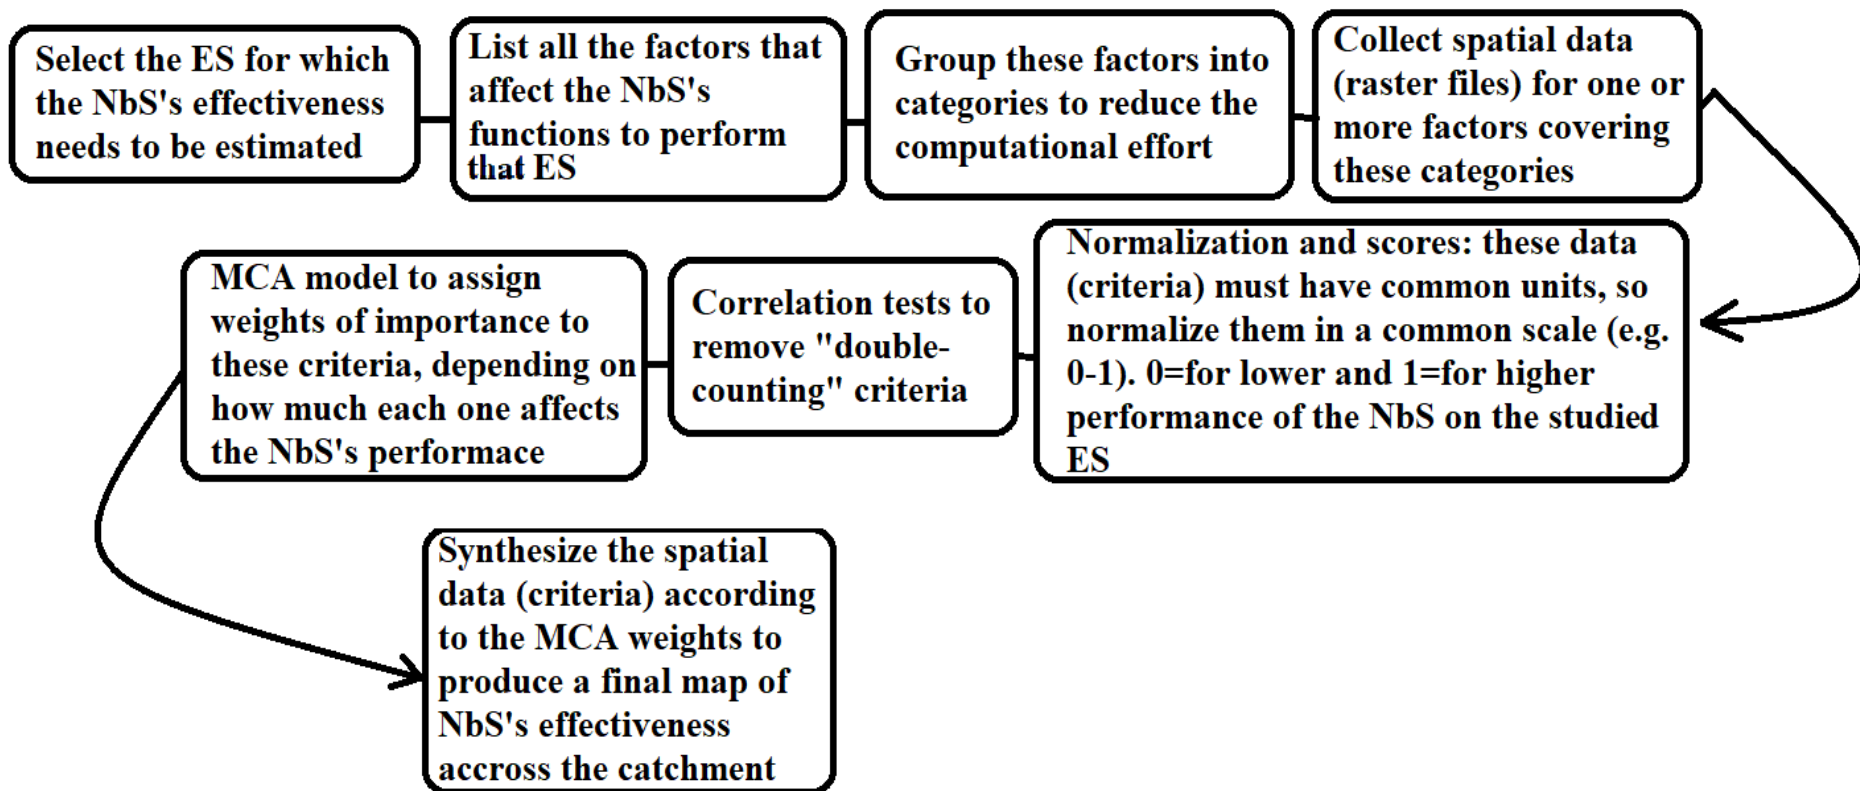 Select the ES for which
the NbS's effectiveness
needs to be estimated
List all the factors that
affect the NbS's
functions to perform
that ES
Group these factors into
categories to reduce the
computational effort
Collect spatial data
(raster files) for one or
more factors covering
these categories
Normalization and scores: these data
(criteria) must have common units, so
normalize them in a common scale (e.g.
0-1). 0=for lower and 1=for higher
performance of the NbS on the studied
ES
Correlation tests to
remove "double-
counting" criteria
MCA model to assign
weights of importance to
these criteria, depending on
how much each one affects
the NbS's performace
Synthesize the spatial
data (criteria) according
to the MCA weights to
produce a final map of
NbS's effectiveness
accross the catchment